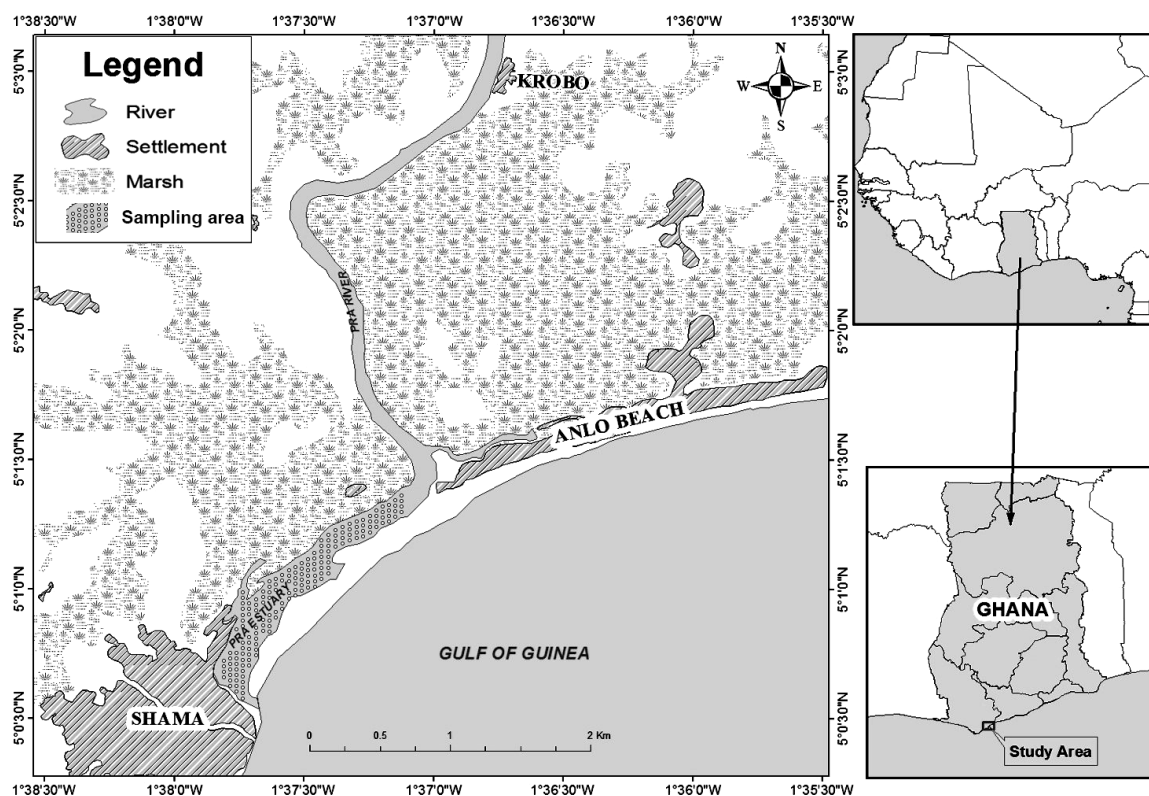 1°38'30"W 1°38'0"W 1°37'30"W 1°37'0"W 1°36'30"W 1°36'0"W 1°35'30"W
Legend
River
Settlement
Marsh
Sampling area
N
W E
S
KROBO
PRA RIVER
ANLO BEACH
PRA ESTUARY
SHAMA
GULF OF GUINEA
0 0.5 1 2 Km
5°3'0"N
5°2'30"N
5°2'0"N
5°1'30"N
5°1'0"N
5°0'30"N
5°3'0"N
5°2'30"N
5°2'0"N
5°1'30"N
5°1'0"N
5°0'30"N
1°38'30"W 1°38'0"W 1°37'30"W 1°37'0"W 1°36'30"W 1°36'0"W 1°35'30"W
GHANA
Study Area